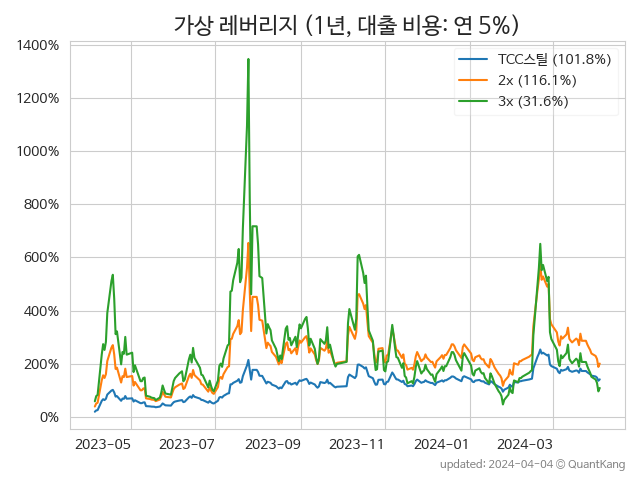 가상 레버리지 (1년, 대출 비용: 연 5%)
1400%
1200%
1000%
800%
600%
400%
200%
0%
TCC스틸 (101.8%)
2x (116.1%)
3x (31.6%)
2023-05 2023-07 2023-09 2023-11 2024-01 2024-03
updated: 2024-04-04 © QuantKang